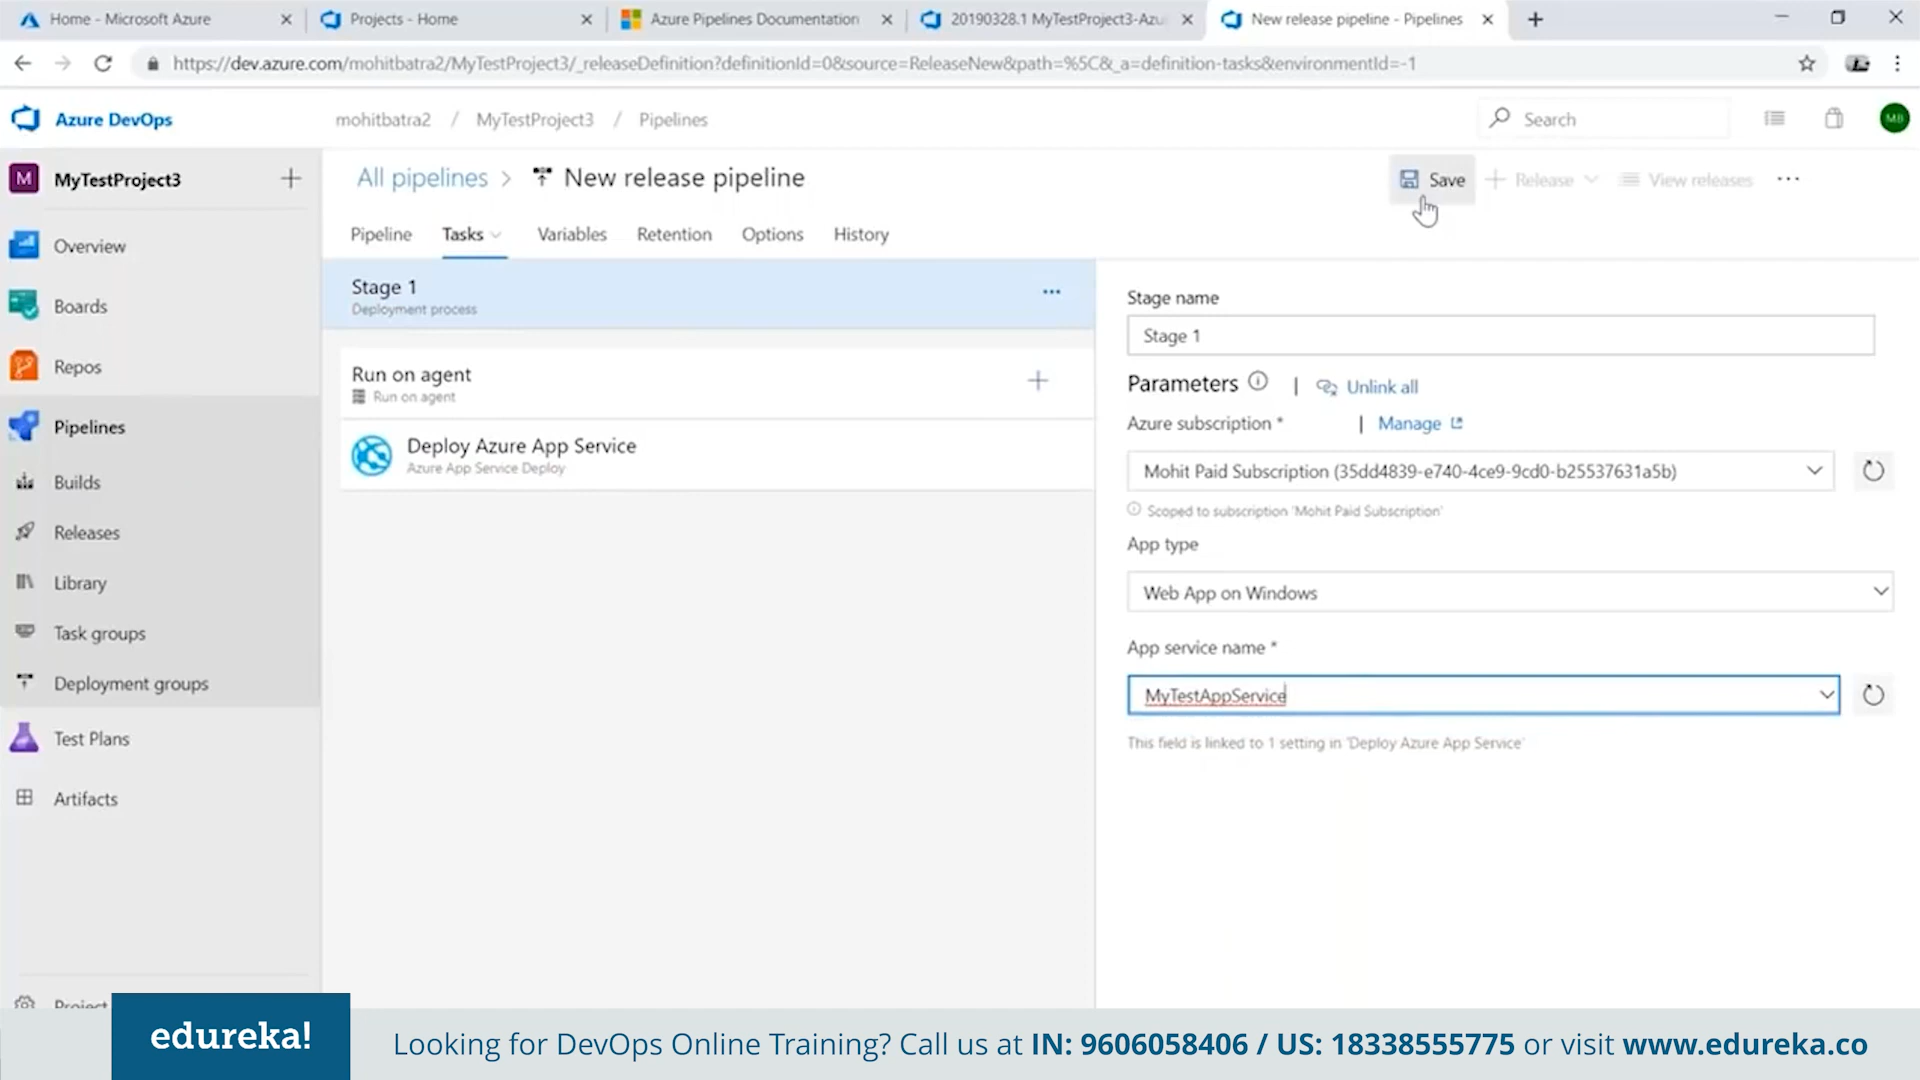 Home - Microsoft Azure
Projects - Home
Azure Pipelines Documentation
20190328.1 MyTestProject3-Azu
New release pipeline - Pipelines
https://dev.azure.com/mohitbatra2/MyTestProject3/_releaseDefinition?definitionId=0&source=ReleaseNew&path=%5C&_a=definition-tasks&environmentId=-1
Azure DevOps
mohitbatra2 / MyTestProject3 / Pipelines
Search
MB
M MyTestProject3
All pipelines > New release pipeline
Save
Release
View releases
Pipeline Tasks Variables Retention Options History
Overview
Boards
Repos
Pipelines
Builds
Releases
Library
Task groups
Deployment groups
Test Plans
Artifacts
Project
Stage 1
Deployment process
Run on agent
Run on agent
Deploy Azure App Service
Azure App Service Deploy
Stage name
Stage 1
Parameters | Unlink all
Azure subscription * | Manage
Mohit Paid Subscription (35dd4839-e740-4ce9-9cd0-b25537631a5b)
Scoped to subscription 'Mohit Paid Subscription'
App type
Web App on Windows
App service name *
MyTestAppService
This field is linked to 1 setting in 'Deploy Azure App Service'
edureka!
Looking for DevOps Online Training? Call us at IN: 9606058406 / US: 18338555775 or visit www.edureka.co